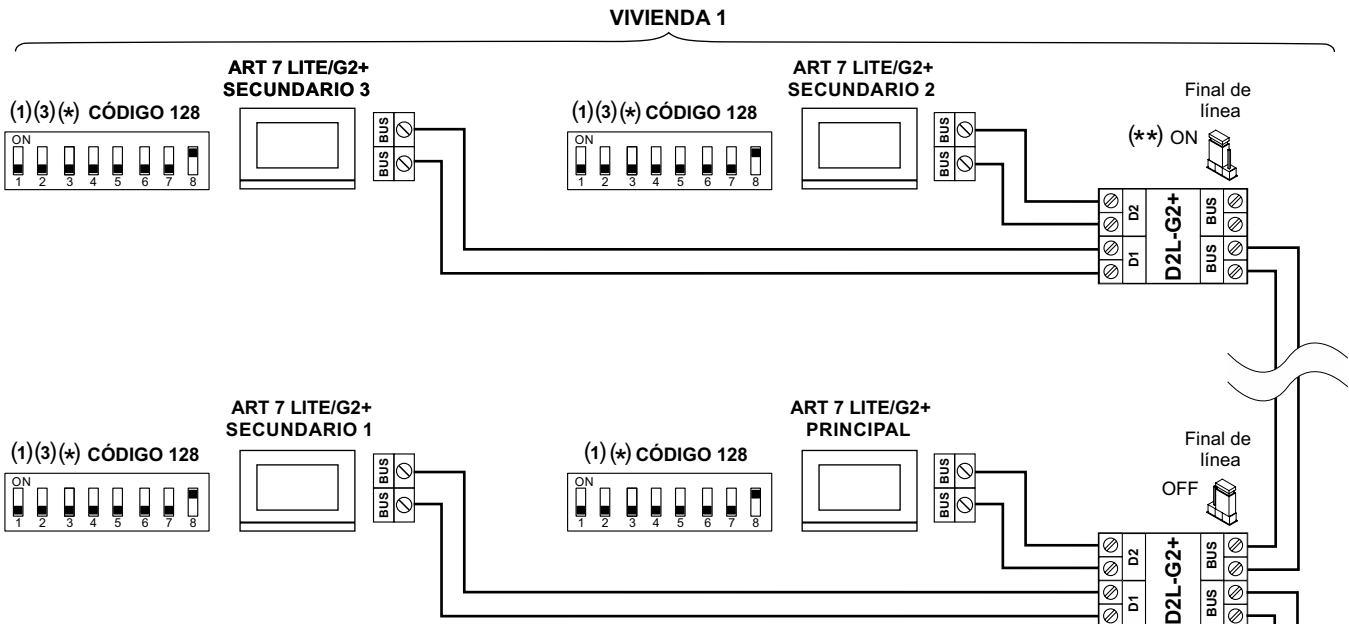 VIVIENDA 1
ART 7 LITE/G2+
SECUNDARIO 3
(1)(3)(*) CÓDIGO 128
ON
1 2 3 4 5 6 7 8
BUS
BUS
ART 7 LITE/G2+
SECUNDARIO 2
(1)(3)(*) CÓDIGO 128
ON
1 2 3 4 5 6 7 8
BUS
BUS
Final de
línea
(**) ON
D2
D1
D2L-G2+
BUS
BUS
ART 7 LITE/G2+
SECUNDARIO 1
(1)(3)(*) CÓDIGO 128
ON
1 2 3 4 5 6 7 8
BUS
BUS
ART 7 LITE/G2+
PRINCIPAL
(1)(*) CÓDIGO 128
ON
1 2 3 4 5 6 7 8
BUS
BUS
Final de
línea
OFF
D2
D1
D2L-G2+
BUS
BUS